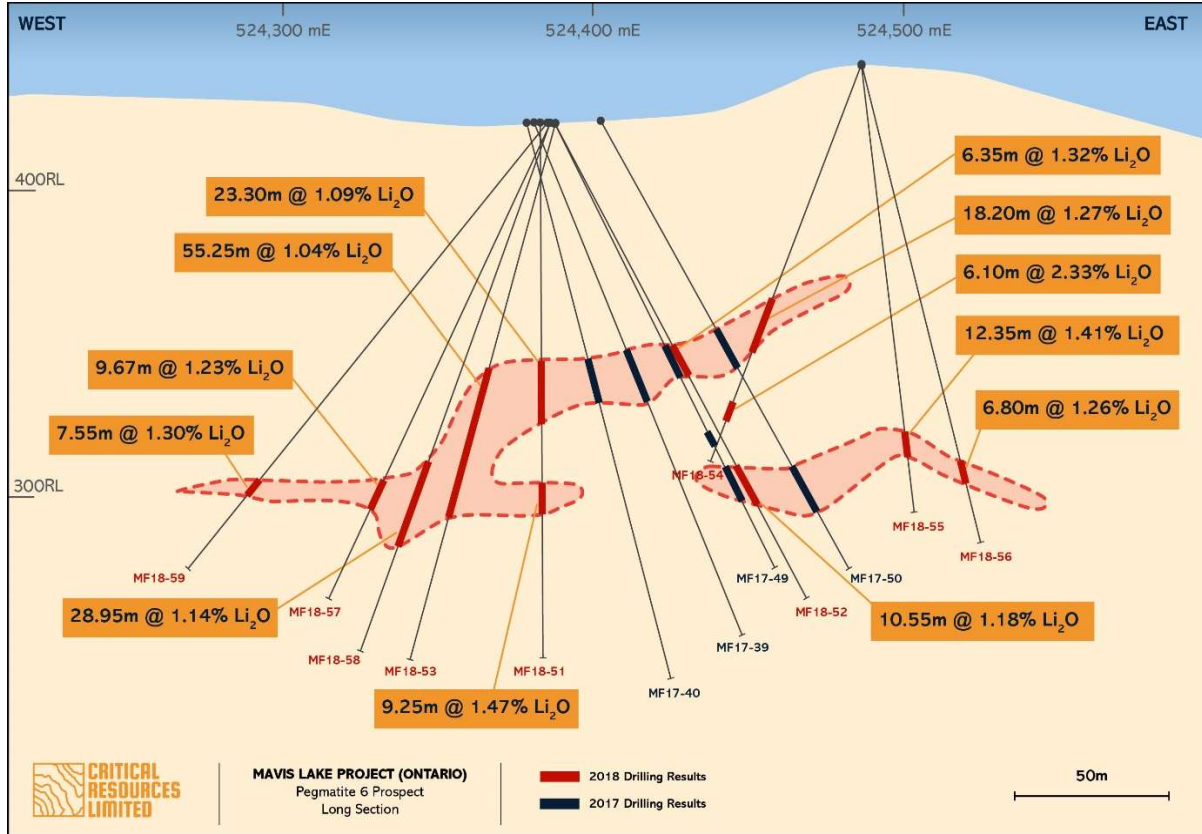 WEST
524,300 mE
524,400 mE
524,500 mE
EAST
400RL
300RL
23.30m @ 1.09% Li₂O
55.25m @ 1.04% Li₂O
9.67m @ 1.23% Li₂O
7.55m @ 1.30% Li₂O
28.95m @ 1.14% Li₂O
9.25m @ 1.47% Li₂O
6.35m @ 1.32% Li₂O
18.20m @ 1.27% Li₂O
6.10m @ 2.33% Li₂O
12.35m @ 1.41% Li₂O
6.80m @ 1.26% Li₂O
10.55m @ 1.18% Li₂O
MF18-59
MF18-57
MF18-58
MF18-53
MF18-51
MF17-40
MF17-39
MF18-54
MF17-49
MF18-52
MF17-50
MF18-55
MF18-56
CRITICAL
RESOURCES
LIMITED
MAVIS LAKE PROJECT (ONTARIO)
Pegmatite 6 Prospect
Long Section
2018 Drilling Results
2017 Drilling Results
50m